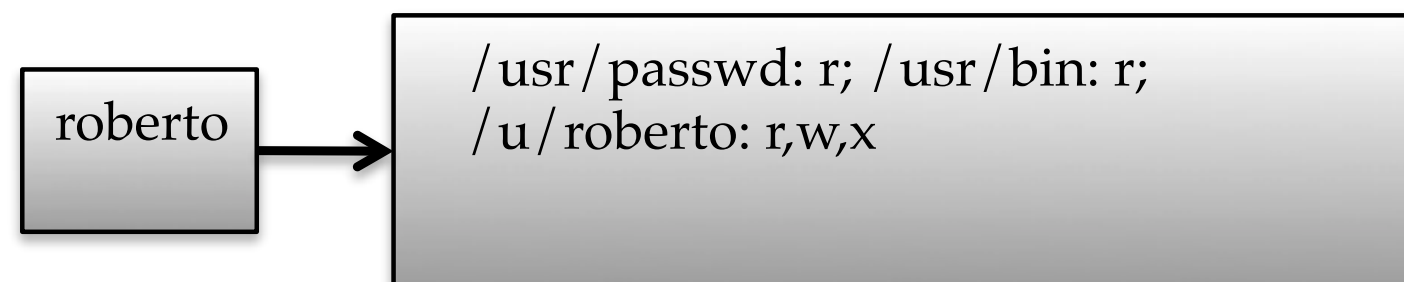 roberto
/usr/passwd: r; /usr/bin: r;
/u/roberto: r,w,x